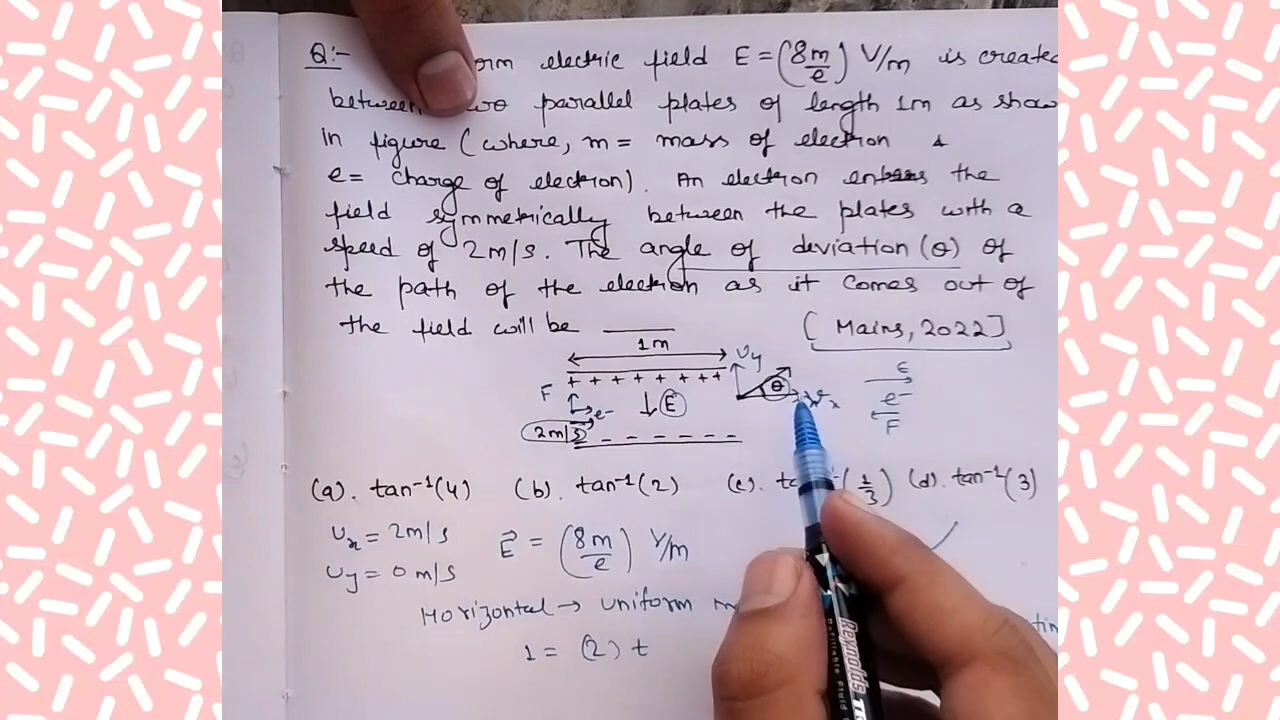 Q:- orm electric field E = (8m/e) V/m is created
between two parallel plates of length 1m as show
in figure (where, m = mass of electron &
e = charge of electron). An electron enters the
field symmetrically between the plates with a
speed of 2m/s. The angle of deviation (θ) of
the path of the electron as it comes out of
the field will be ______ [Mains, 2022]
1m
+ + + + + + + +
F e- E
2m/s
- - - - - -
Vy θ
E
e-
F
(a). tan⁻¹(4) (b). tan⁻¹(2) (c). (1/3) (d). tan⁻¹(3)
Ux = 2m/s E⃗ = (8m/e) V/m
Uy = 0 m/s
Horizontal → uniform
1 = (2) t
Reynolds